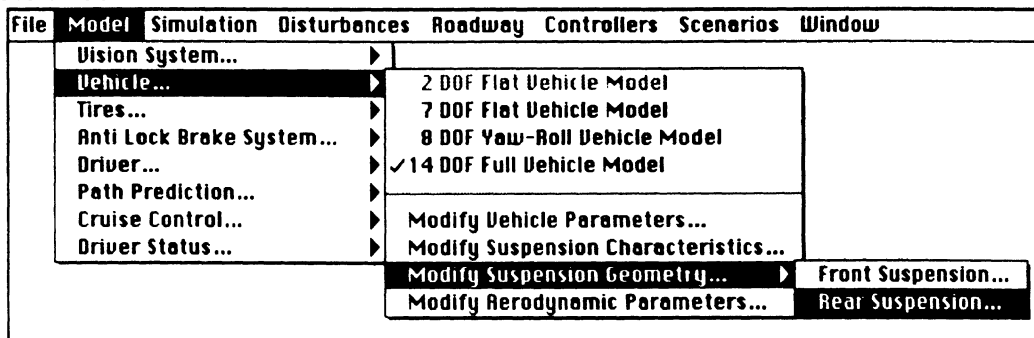 File Model Simulation Disturbances Roadway Controllers Scenarios Window
Vision System...
Vehicle...
Tires...
Anti Lock Brake System...
Driver...
Path Prediction...
Cruise Control...
Driver Status...
2 DOF Flat Vehicle Model
7 DOF Flat Vehicle Model
8 DOF Yaw-Roll Vehicle Model
✓14 DOF Full Vehicle Model
Modify Vehicle Parameters...
Modify Suspension Characteristics...
Modify Suspension Geometry...
Modify Aerodynamic Parameters...
Front Suspension...
Rear Suspension...